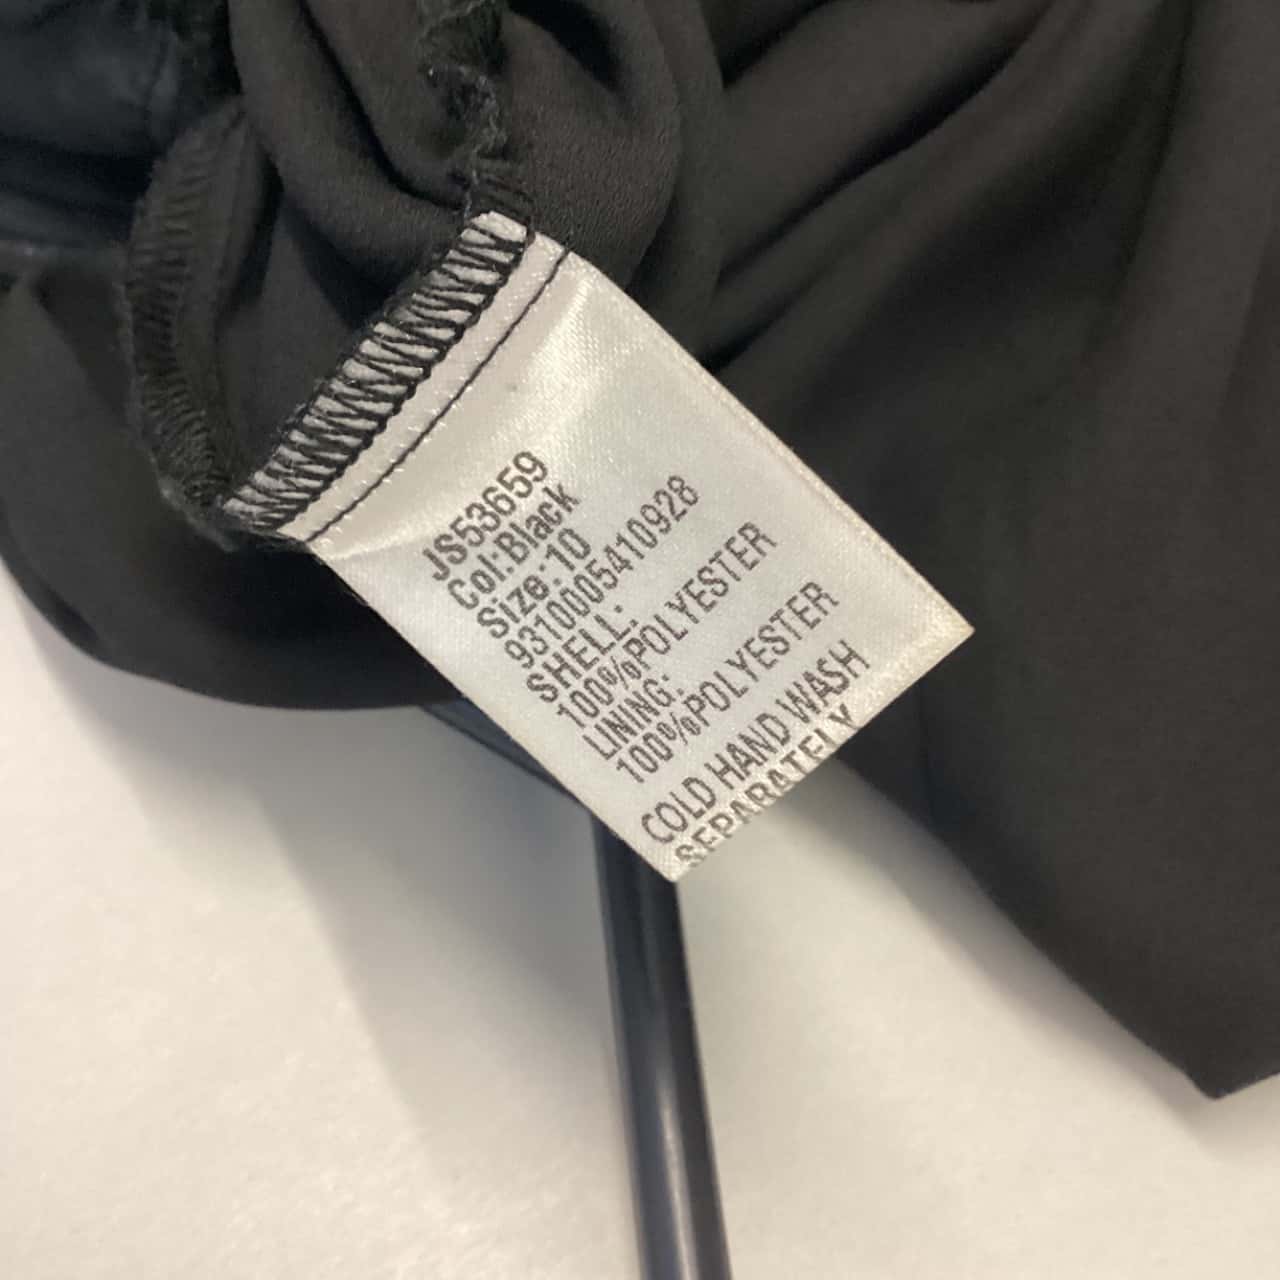 JS53659
Col:Black
Size:10
9310005410928
SHELL:
100%POLYESTER
LINING:
100%POLYESTER
COLD HAND WASH
SEPARATELY